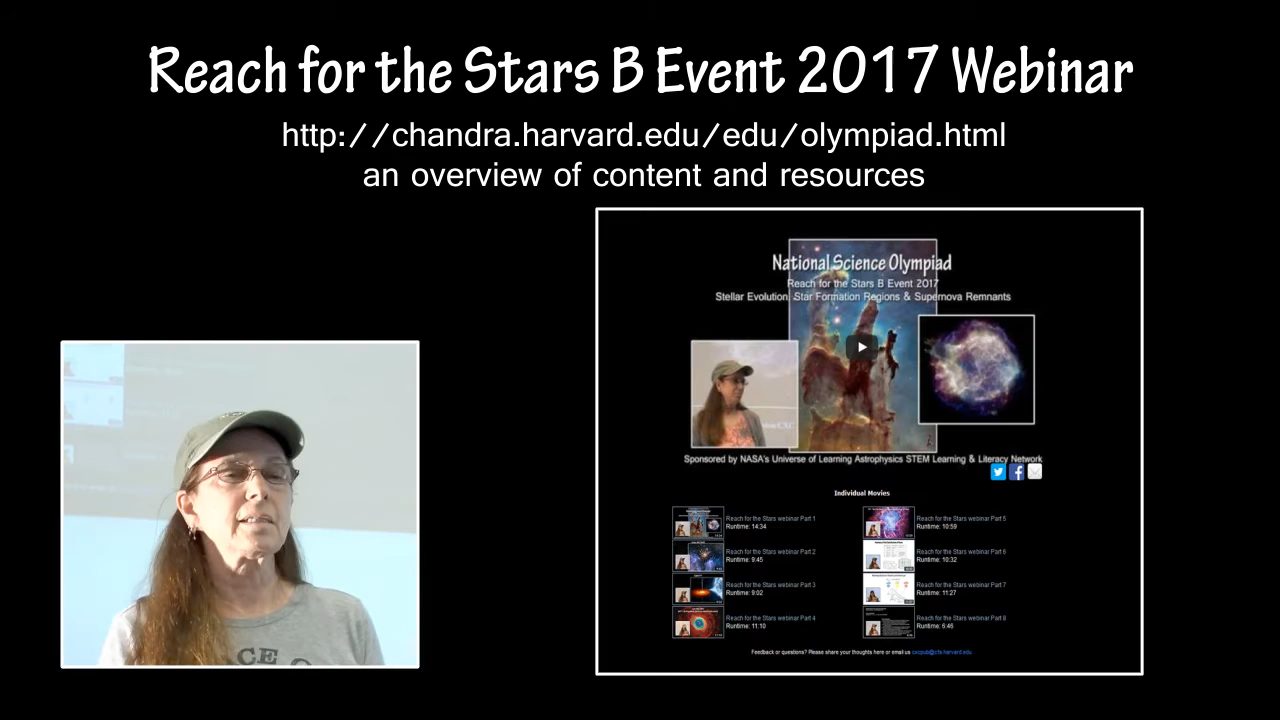 Reach for the Stars B Event 2017 Webinar
http://chandra.harvard.edu/edu/olympiad.html
an overview of content and resources
National Science Olympiad
Reach for the Stars B Event 2017
Stellar Evolution, Star Formation Regions & Supernova Remnants
Sponsored by NASA's Universe of Learning Astrophysics STEM Learning & Literacy Network
Individual Movies
Reach for the Stars webinar Part 1
Runtime: 14:34
Reach for the Stars webinar Part 2
Runtime: 9:45
Reach for the Stars webinar Part 3
Runtime: 9:02
Reach for the Stars webinar Part 4
Runtime: 11:10
Reach for the Stars webinar Part 5
Runtime: 10:59
Reach for the Stars webinar Part 6
Runtime: 10:32
Reach for the Stars webinar Part 7
Runtime: 11:27
Reach for the Stars webinar Part 8
Runtime: 6:46
Feedback or questions? Please share your thoughts here or email us cxcpub@cfa.harvard.edu
CE O